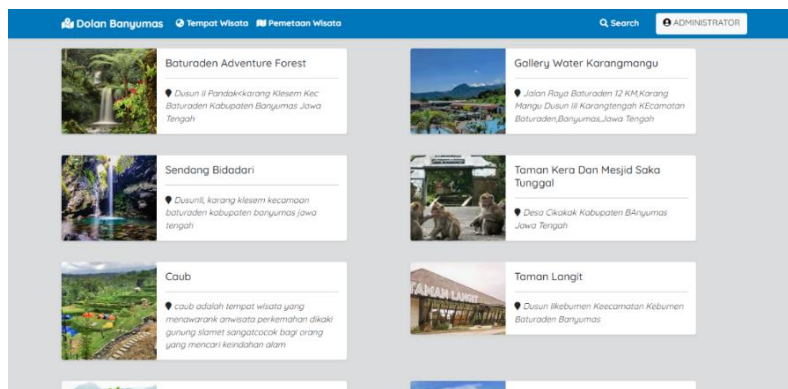 Dolan Banyumas Tempat Wisata Pemetaan Wisata Search ADMINISTRATOR
Baturaden Adventure Forest
Dusun II Pandak<karang Klesem Kec
Baturaden Kabupaten Banyumas Jawa
Tengah
Gallery Water Karangmangu
Jalan Raya Baturaden 12 KM,Karang
Mangu Dusun III Karangtengah KEcamatan
Baturaden,Banyumas,Jawa Tengah
Sendang Bidadari
DusunII, karang klesem kecamaan
baturaden kabupaten banyumas jawa
tengah
Taman Kera Dan Mesjid Saka
Tunggal
Desa Cikakak Kabupaten BAnyumas
Jawa Tengah
Caub
caub adalah tempat wisata yang
menawarank anwisata perkemahan dikaki
gunung slamet sangatcocok bagi orang
yang mencari keindahan alam
TAMAN LANGIT
Taman Langit
Dusun IIkebumen Keecamatan Kebumen
Baturaden Banyumas